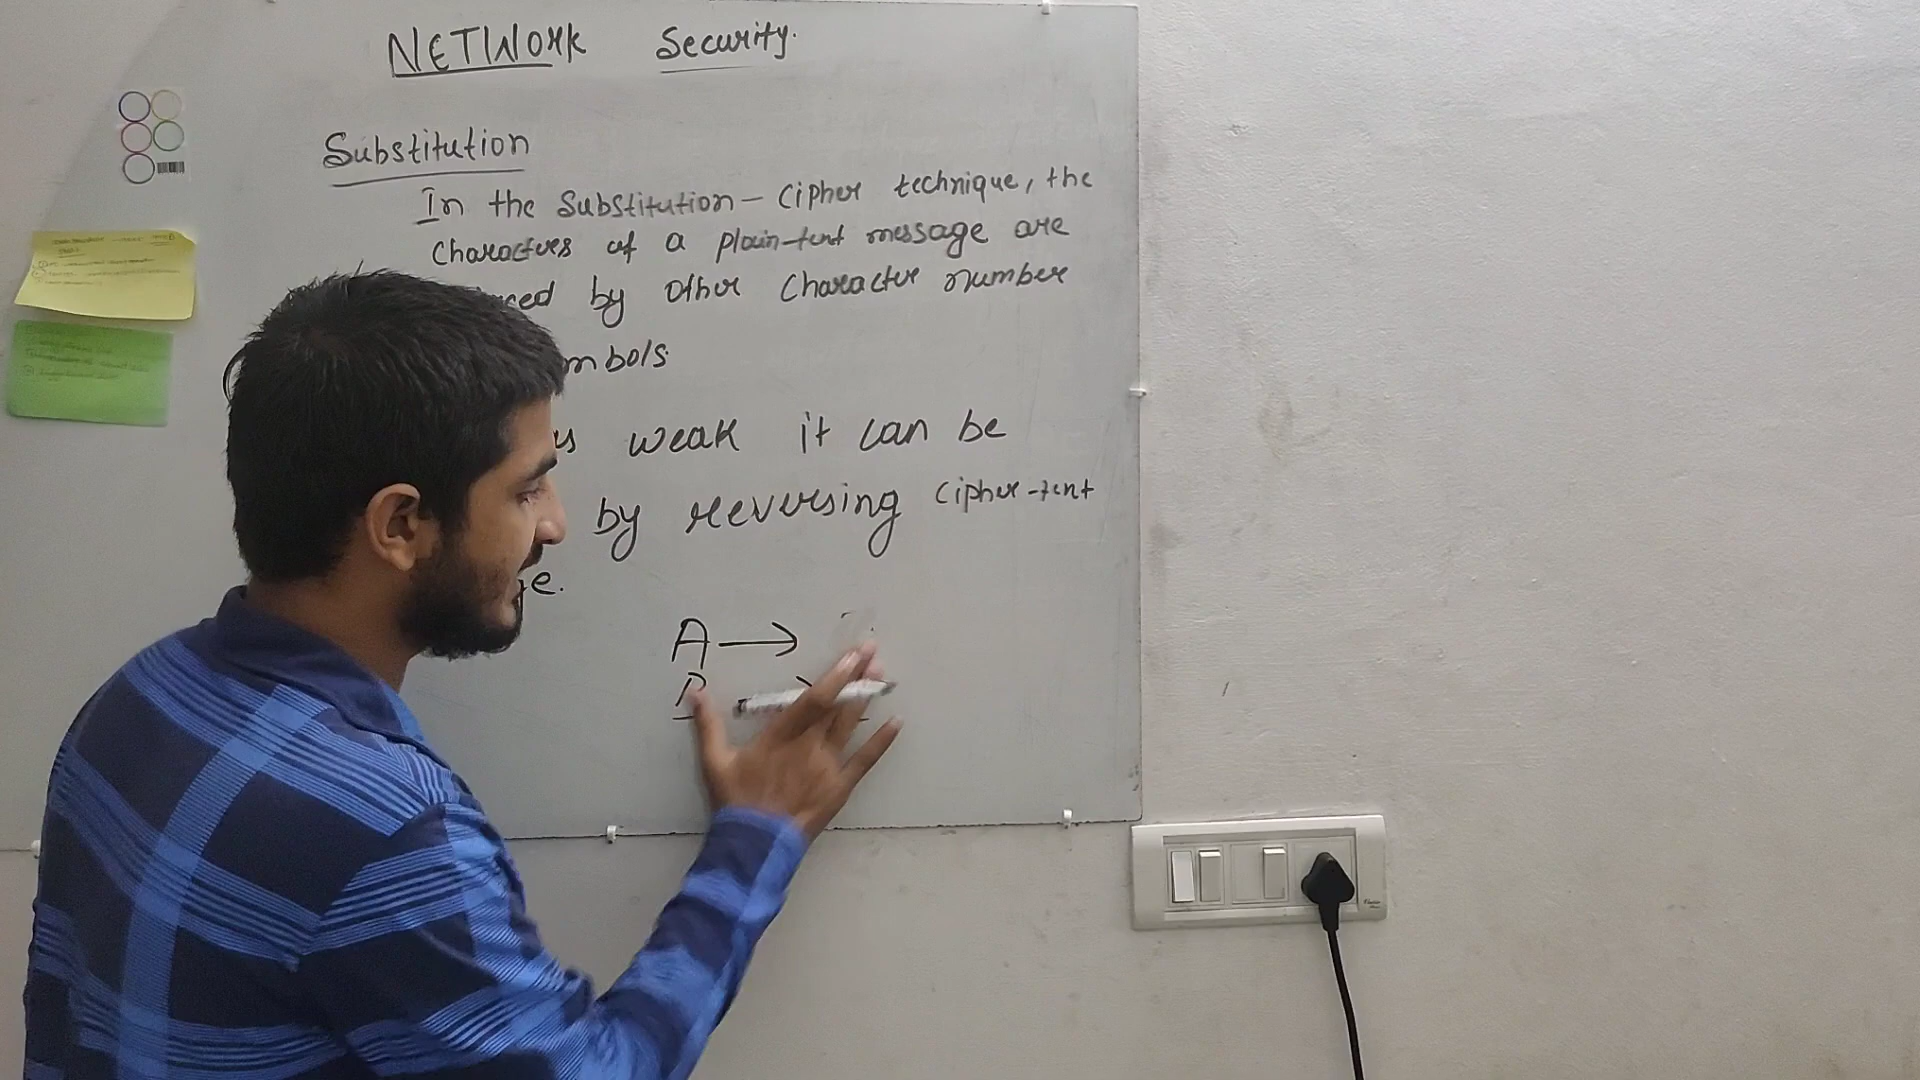 NETWORK Security.
Substitution
In the Substitution - Cipher technique, the
Characters of a plain-text message are
by other Character number
mbols
weak it can be
by reversing Cipher-text
ge.
A →
B